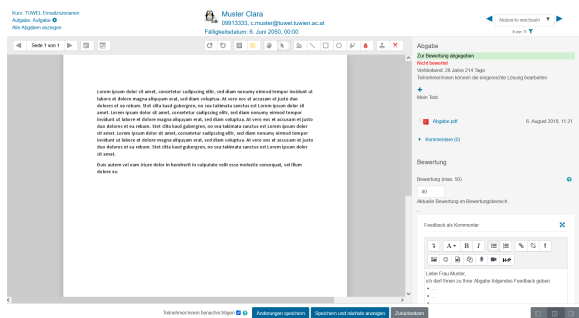 Kurs: TUWEL Einsatzszenarien
Aufgabe: Aufgabe
Alle Abgaben anzeigen
Muster Clara
09913333, c.muster@tuwel.tuwien.ac.at
Fälligkeitsdatum: 6. Juni 2050, 00:00
Nutzer/in wechseln
6 von 11
Seite 1 von 1
Lorem ipsum dolor sit amet, consetetur sadipscing elitr, sed diam nonumy eirmod tempor invidunt ut
labore et dolore magna aliquyam erat, sed diam voluptua. At vero eos et accusam et justo duo
dolores et ea rebum. Stet clita kasd gubergren, no sea takimata sanctus est Lorem ipsum dolor sit
amet. Lorem ipsum dolor sit amet, consetetur sadipscing elitr, sed diam nonumy eirmod tempor
invidunt ut labore et dolore magna aliquyam erat, sed diam voluptua. At vero eos et accusam et justo
duo dolores et ea rebum. Stet clita kasd gubergren, no sea takimata sanctus est Lorem ipsum dolor
sit amet. Lorem ipsum dolor sit amet, consetetur sadipscing elitr, sed diam nonumy eirmod tempor
invidunt ut labore et dolore magna aliquyam erat, sed diam voluptua. At vero eos et accusam et justo
duo dolores et ea rebum. Stet clita kasd gubergren, no sea takimata sanctus est Lorem ipsum dolor
sit amet.
Duis autem vel eum iriure dolor in hendrerit in vulputate velit esse molestie consequat, vel illum
dolore eu
Abgabe
Zur Bewertung abgegeben
Nicht bewertet
Verbleibend: 28 Jahre 214 Tage
Teilnehmer/innen können die eingereichte Lösung bearbeiten
Mein Text
Abgabe.pdf 6. August 2018, 11:21
Kommentare (0)
Bewertung
Bewertung (max. 50)
40
Aktuelle Bewertung im Bewertungsbereich
-
Feedback als Kommentar
A B I
H-P
Liebe Frau Muster,
ich darf Ihnen zu Ihrer Abgabe folgendes Feedback geben:
• ...
• ...
Teilnehmer/innen benachrichtigen
Änderungen speichern
Speichern und nächste anzeigen
Zurücksetzen